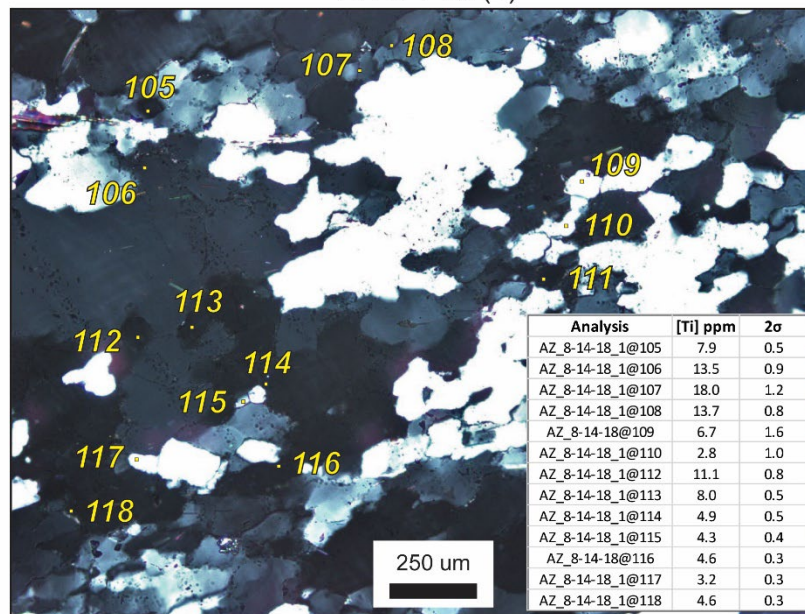 107
108
105
106
109
110
111
113
112
114
115
117
116
118
250 um
Analysis [Ti] ppm 2σ
AZ_8-14-18_1@105 7.9 0.5
AZ_8-14-18_1@106 13.5 0.9
AZ_8-14-18_1@107 18.0 1.2
AZ_8-14-18_1@108 13.7 0.8
AZ_8-14-18@109 6.7 1.6
AZ_8-14-18_1@110 2.8 1.0
AZ_8-14-18_1@112 11.1 0.8
AZ_8-14-18_1@113 8.0 0.5
AZ_8-14-18_1@114 4.9 0.5
AZ_8-14-18_1@115 4.3 0.4
AZ_8-14-18@116 4.6 0.3
AZ_8-14-18_1@117 3.2 0.3
AZ_8-14-18_1@118 4.6 0.3